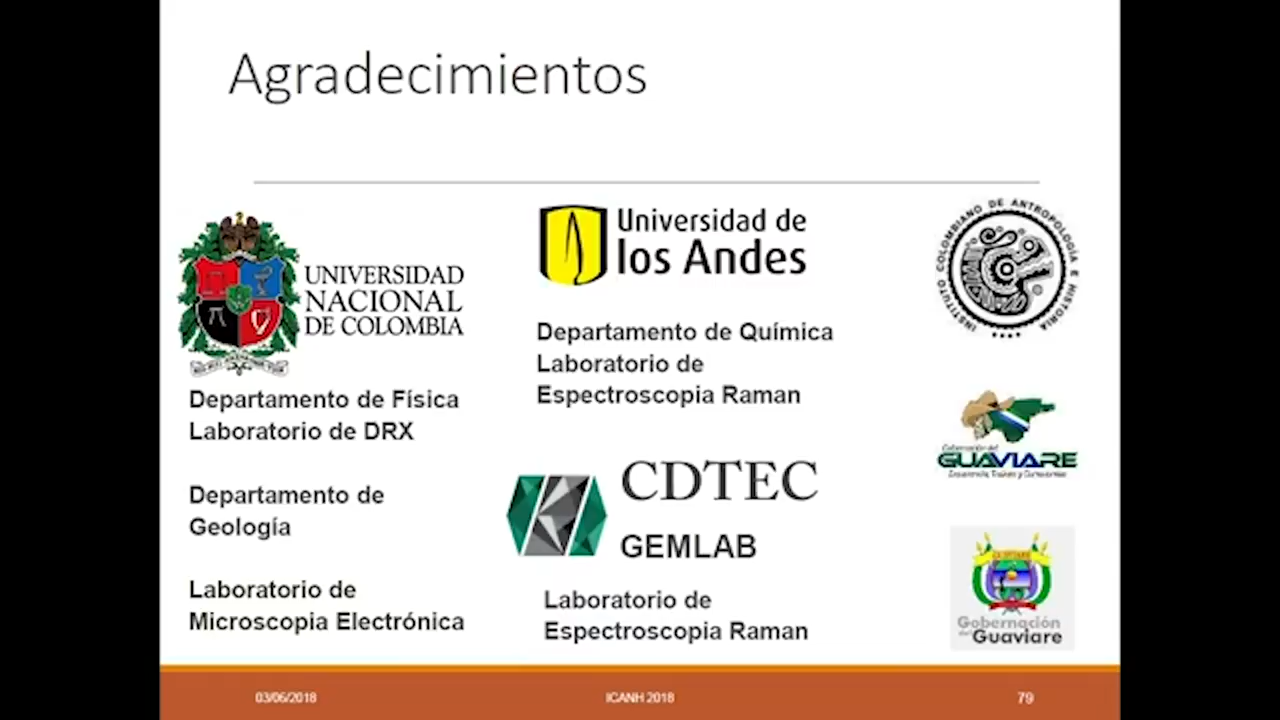 Agradecimientos
UNIVERSIDAD
NACIONAL
DE COLOMBIA
Departamento de Física
Laboratorio de DRX
Departamento de
Geología
Laboratorio de
Microscopia Electrónica
Universidad de
los Andes
Departamento de Química
Laboratorio de
Espectroscopia Raman
CDTEC
GEMLAB
Laboratorio de
Espectroscopia Raman
INSTITUTO COLOMBIANO DE ANTROPOLOGÍA E HISTORIA
Gobernación del
GUAVIARE
Gobernación
del Guaviare
03/06/2018
ICANH 2018
79